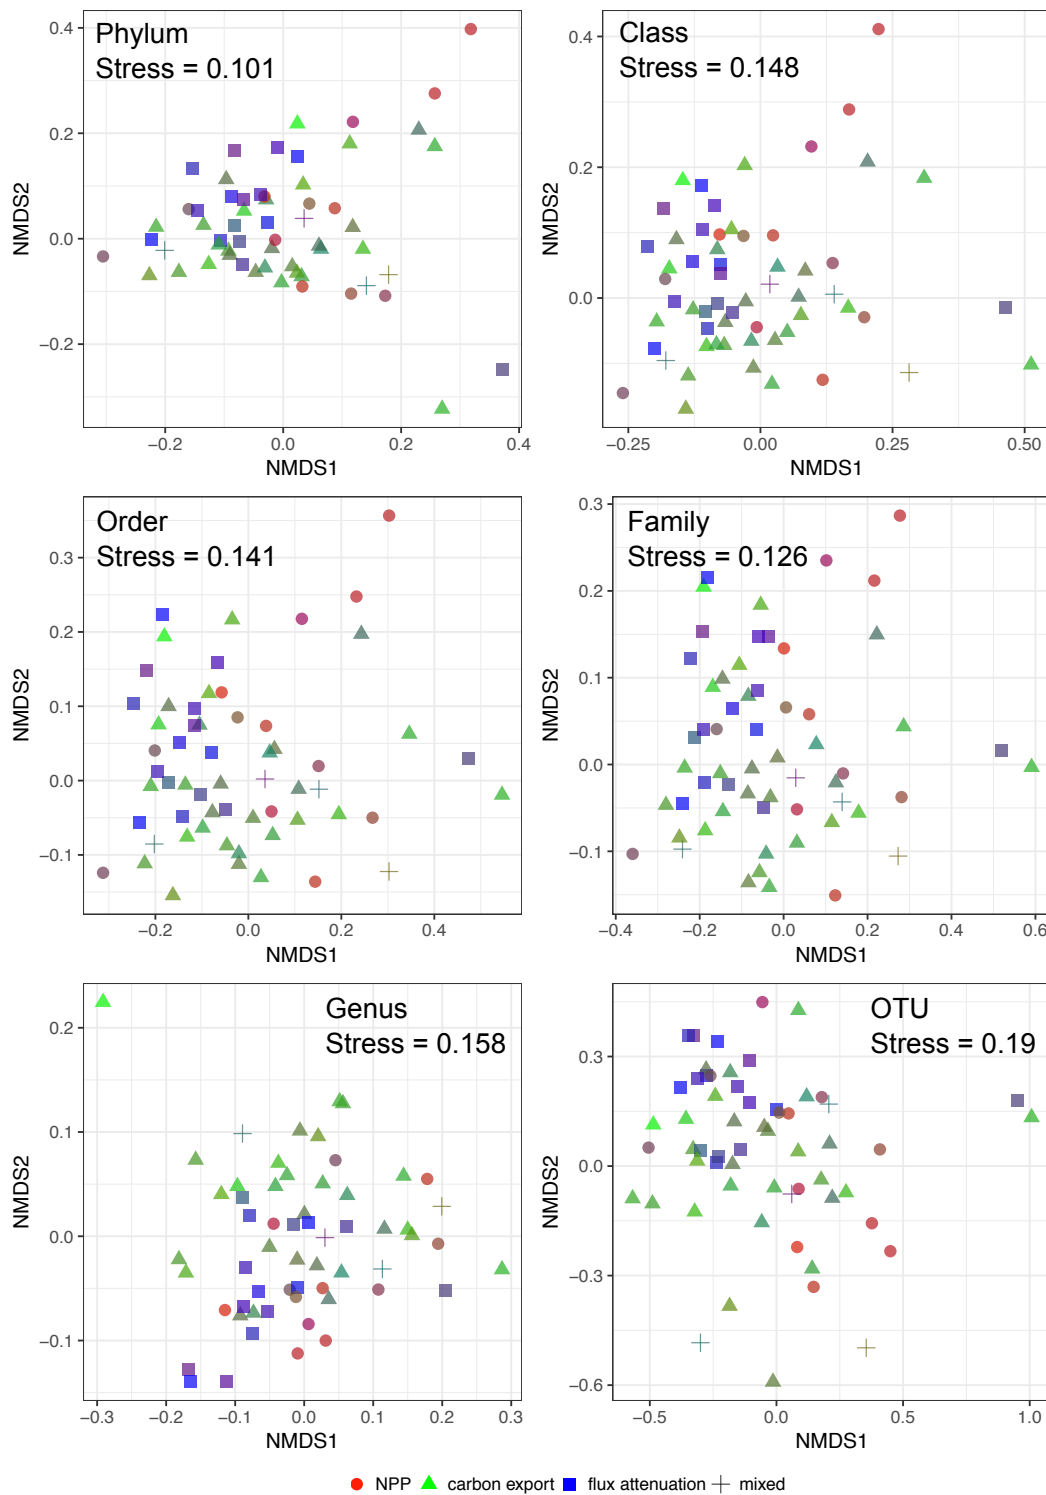 Phylum
Stress = 0.101
0.4
0.2
0.0
−0.2
NMDS2
−0.2 0.0 0.2 0.4
NMDS1
Class
Stress = 0.148
0.4
0.2
0.0
NMDS2
−0.25 0.00 0.25 0.50
NMDS1
Order
Stress = 0.141
0.3
0.2
0.1
0.0
−0.1
NMDS2
−0.2 0.0 0.2 0.4
NMDS1
Family
Stress = 0.126
0.3
0.2
0.1
0.0
−0.1
NMDS2
−0.4 −0.2 0.0 0.2 0.4 0.6
NMDS1
Genus
Stress = 0.158
0.2
0.1
0.0
−0.1
NMDS2
−0.3 −0.2 −0.1 0.0 0.1 0.2 0.3
NMDS1
OTU
Stress = 0.19
0.3
0.0
−0.3
−0.6
NMDS2
−0.5 0.0 0.5 1.0
NMDS1
NPP carbon export flux attenuation mixed